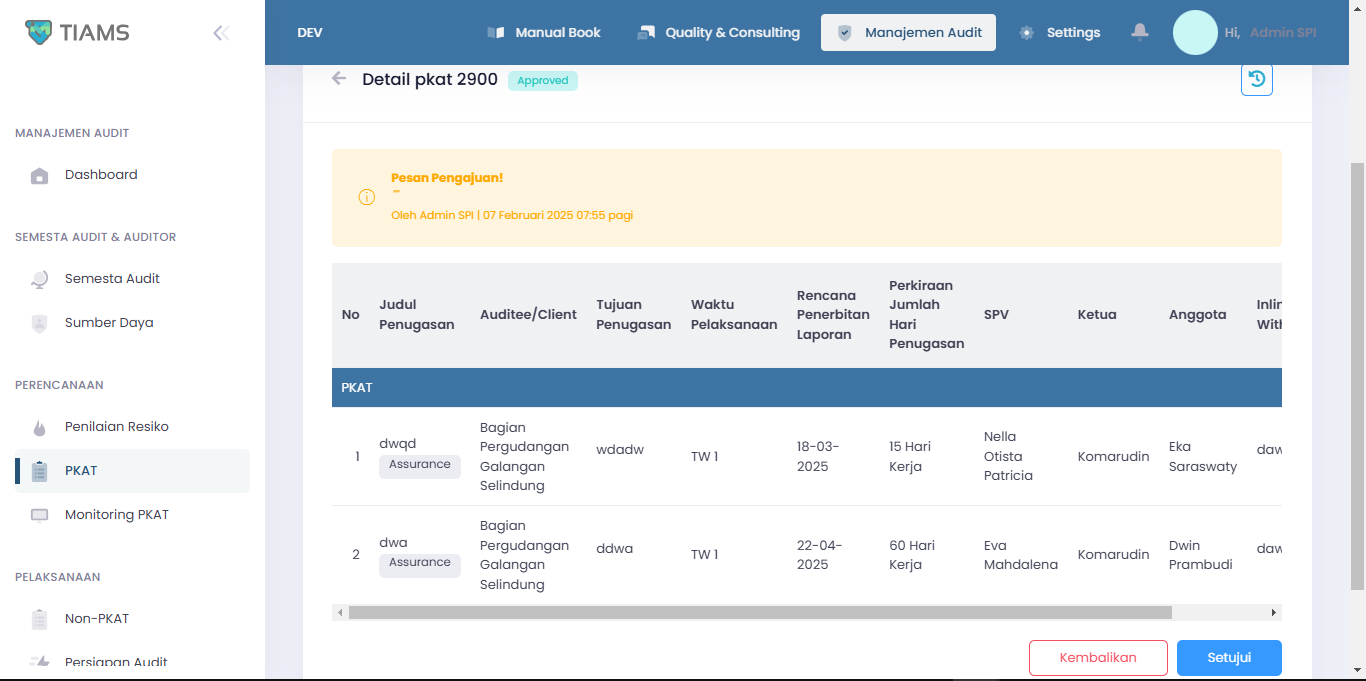 TIAMS
DEV
Manual Book
Quality & Consulting
Manajemen Audit
Settings
Hi, Admin SPI
MANAJEMEN AUDIT
Dashboard
SEMESTA AUDIT & AUDITOR
Semesta Audit
Sumber Daya
PERENCANAAN
Penilaian Resiko
PKAT
Monitoring PKAT
PELAKSANAAN
Non-PKAT
Persiapan Audit
Detail pkat 2900
Approved
Pesan Pengajuan!
""
Oleh Admin SPI | 07 Februari 2025 07:55 pagi
No
Judul
Penugasan
Auditee/Client
Tujuan
Penugasan
Waktu
Pelaksanaan
Rencana
Penerbitan
Laporan
Perkiraan
Jumlah
Hari
Penugasan
SPV
Ketua
Anggota
PKAT
1
dwqd
Assurance
Bagian
Pergudangan
Galangan
Selindung
wdadw
TW 1
18-03-
2025
15 Hari
Kerja
Nella
Otista
Patricia
Komarudin
Eka
Saraswaty
2
dwa
Assurance
Bagian
Pergudangan
Galangan
Selindung
ddwa
TW 1
22-04-
2025
60 Hari
Kerja
Eva
Mahdalena
Komarudin
Dwin
Prambudi
Kembalikan
Setujui